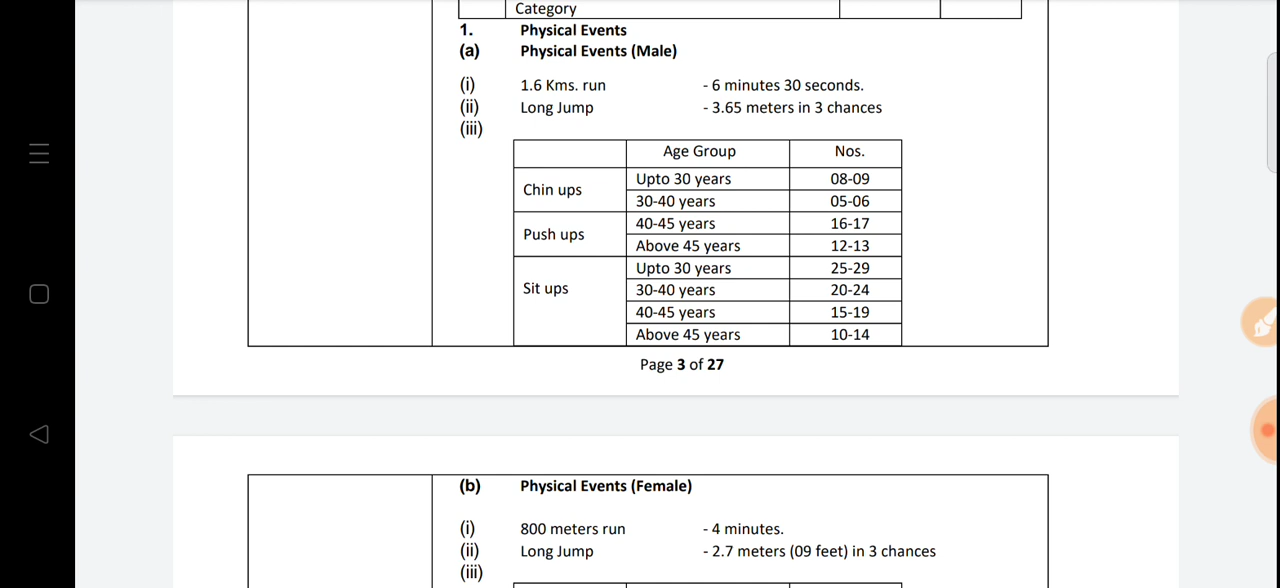 Category
1. Physical Events
(a) Physical Events (Male)
(i) 1.6 Kms. run - 6 minutes 30 seconds.
(ii) Long Jump - 3.65 meters in 3 chances
(iii)
Age Group Nos.
Chin ups Upto 30 years 08-09
30-40 years 05-06
Push ups 40-45 years 16-17
Above 45 years 12-13
Sit ups Upto 30 years 25-29
30-40 years 20-24
40-45 years 15-19
Above 45 years 10-14
Page 3 of 27
(b) Physical Events (Female)
(i) 800 meters run - 4 minutes.
(ii) Long Jump - 2.7 meters (09 feet) in 3 chances
(iii)